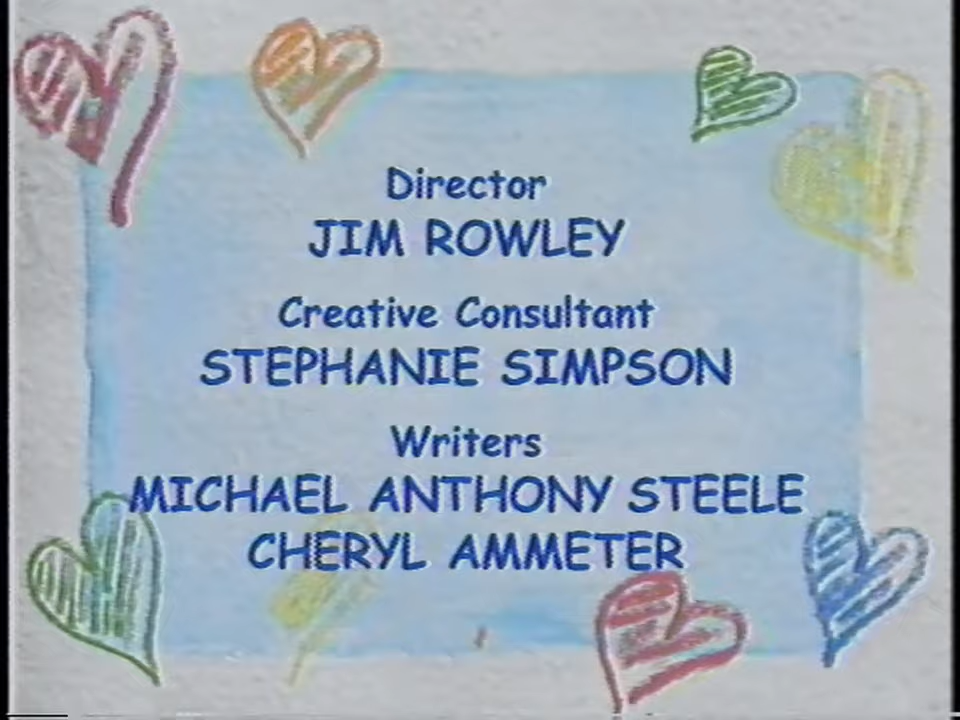 Director
JIM ROWLEY
Creative Consultant
STEPHANIE SIMPSON
Writers
MICHAEL ANTHONY STEELE
CHERYL AMMETER